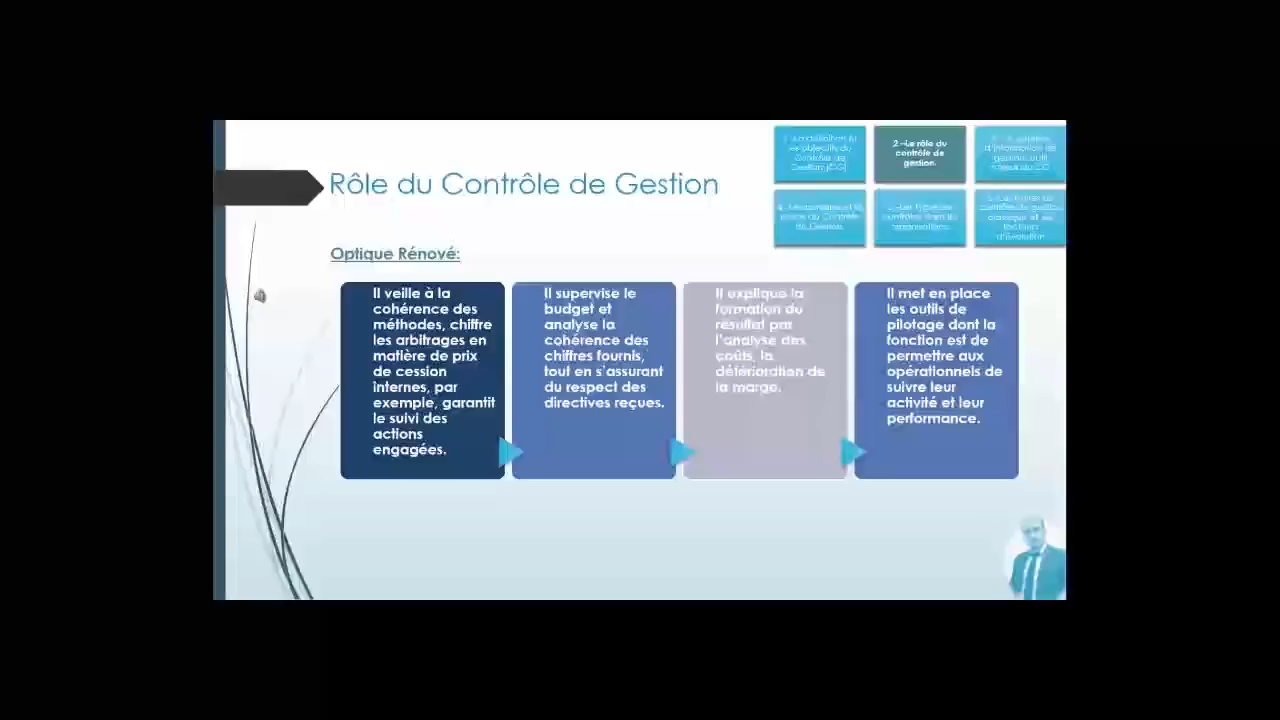 Rôle du Contrôle de Gestion
2 -Le rôle du
contrôle de
gestion.
Optique Rénové:
Il veille à la
cohérence des
méthodes, chiffre
les arbitrages en
matière de prix
de cession
internes, par
exemple, garantit
le suivi des
actions
engagées.
Il supervise le
budget et
analyse la
cohérence des
chiffres fournis,
tout en s'assurant
du respect des
directives reçues.
Il explique la
formation du
résultat par
l'analyse des
coûts, la
détérioration de
la marge.
Il met en place
les outils de
pilotage dont la
fonction est de
permettre aux
opérationnels de
suivre leur
activité et leur
performance.